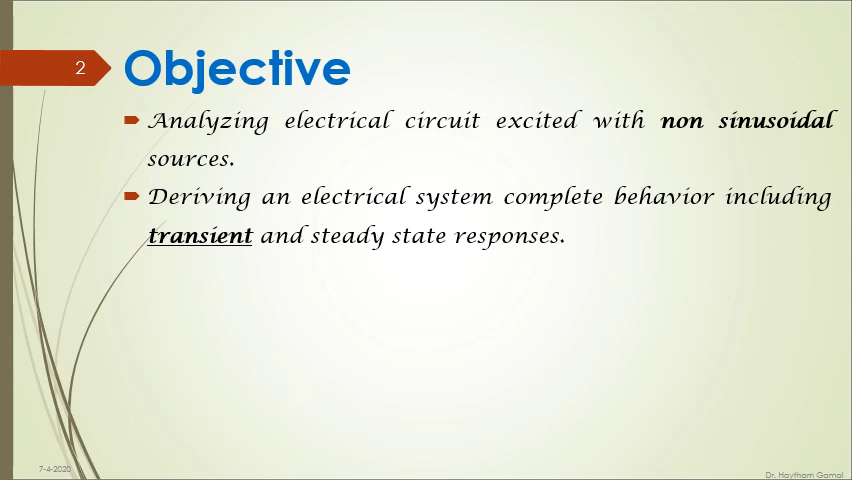 2
Objective
Analyzing electrical circuit excited with non sinusoidal
sources.
Deriving an electrical system complete behavior including
transient and steady state responses.
7-4-2020
Dr. Haytham Gamal